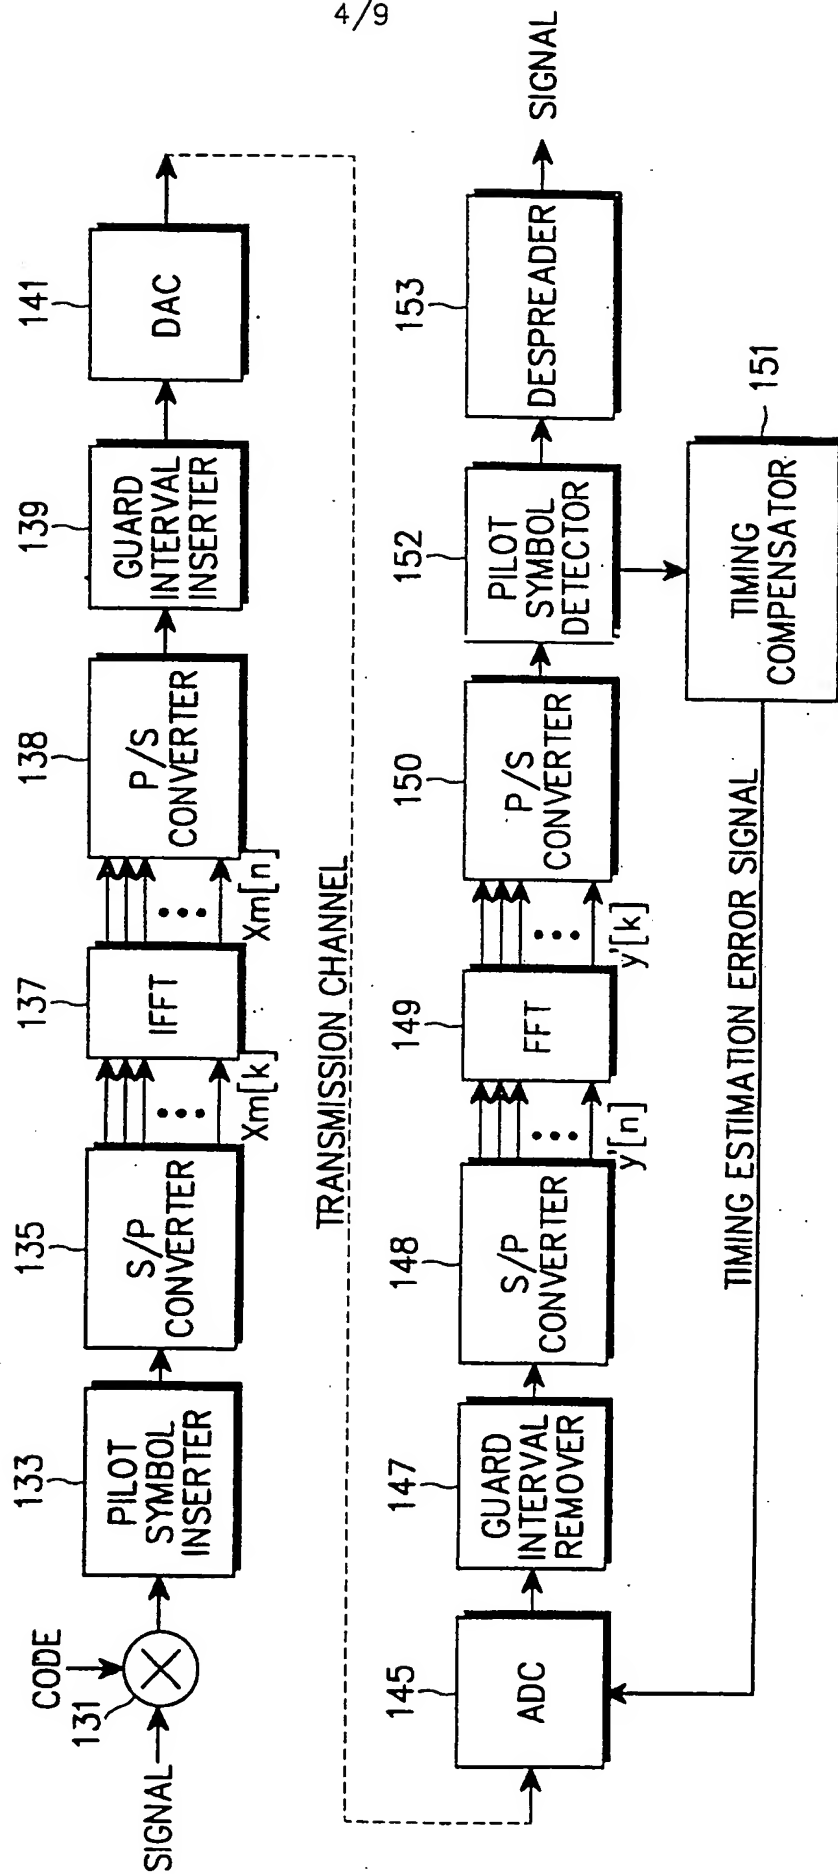 4/9
SIGNAL
CODE
131
133
PILOT
SYMBOL
INSERTER
135
S/P
CONVERTER
Xm[k]
137
IFFT
Xm[n]
138
P/S
CONVERTER
139
GUARD
INTERVAL
INSERTER
141
DAC
TRANSMISSION CHANNEL
145
ADC
147
GUARD
INTERVAL
REMOVER
148
S/P
CONVERTER
y'[n]
149
FFT
y'[k]
150
P/S
CONVERTER
152
PILOT
SYMBOL
DETECTOR
153
DESPREADER
SIGNAL
151
TIMING
COMPENSATOR
TIMING ESTIMATION ERROR SIGNAL